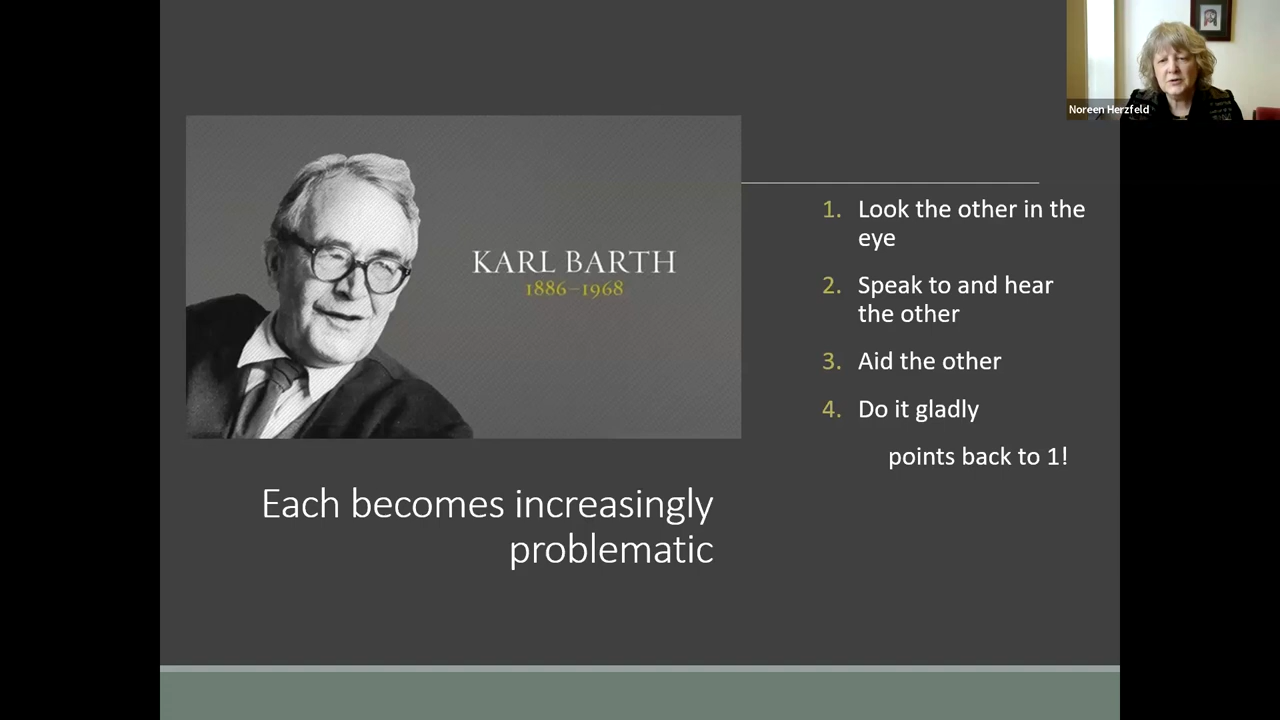 Noreen Herzfeld
KARL BARTH
1886–1968
1. Look the other in the
eye
2. Speak to and hear
the other
3. Aid the other
4. Do it gladly
points back to 1!
Each becomes increasingly
problematic